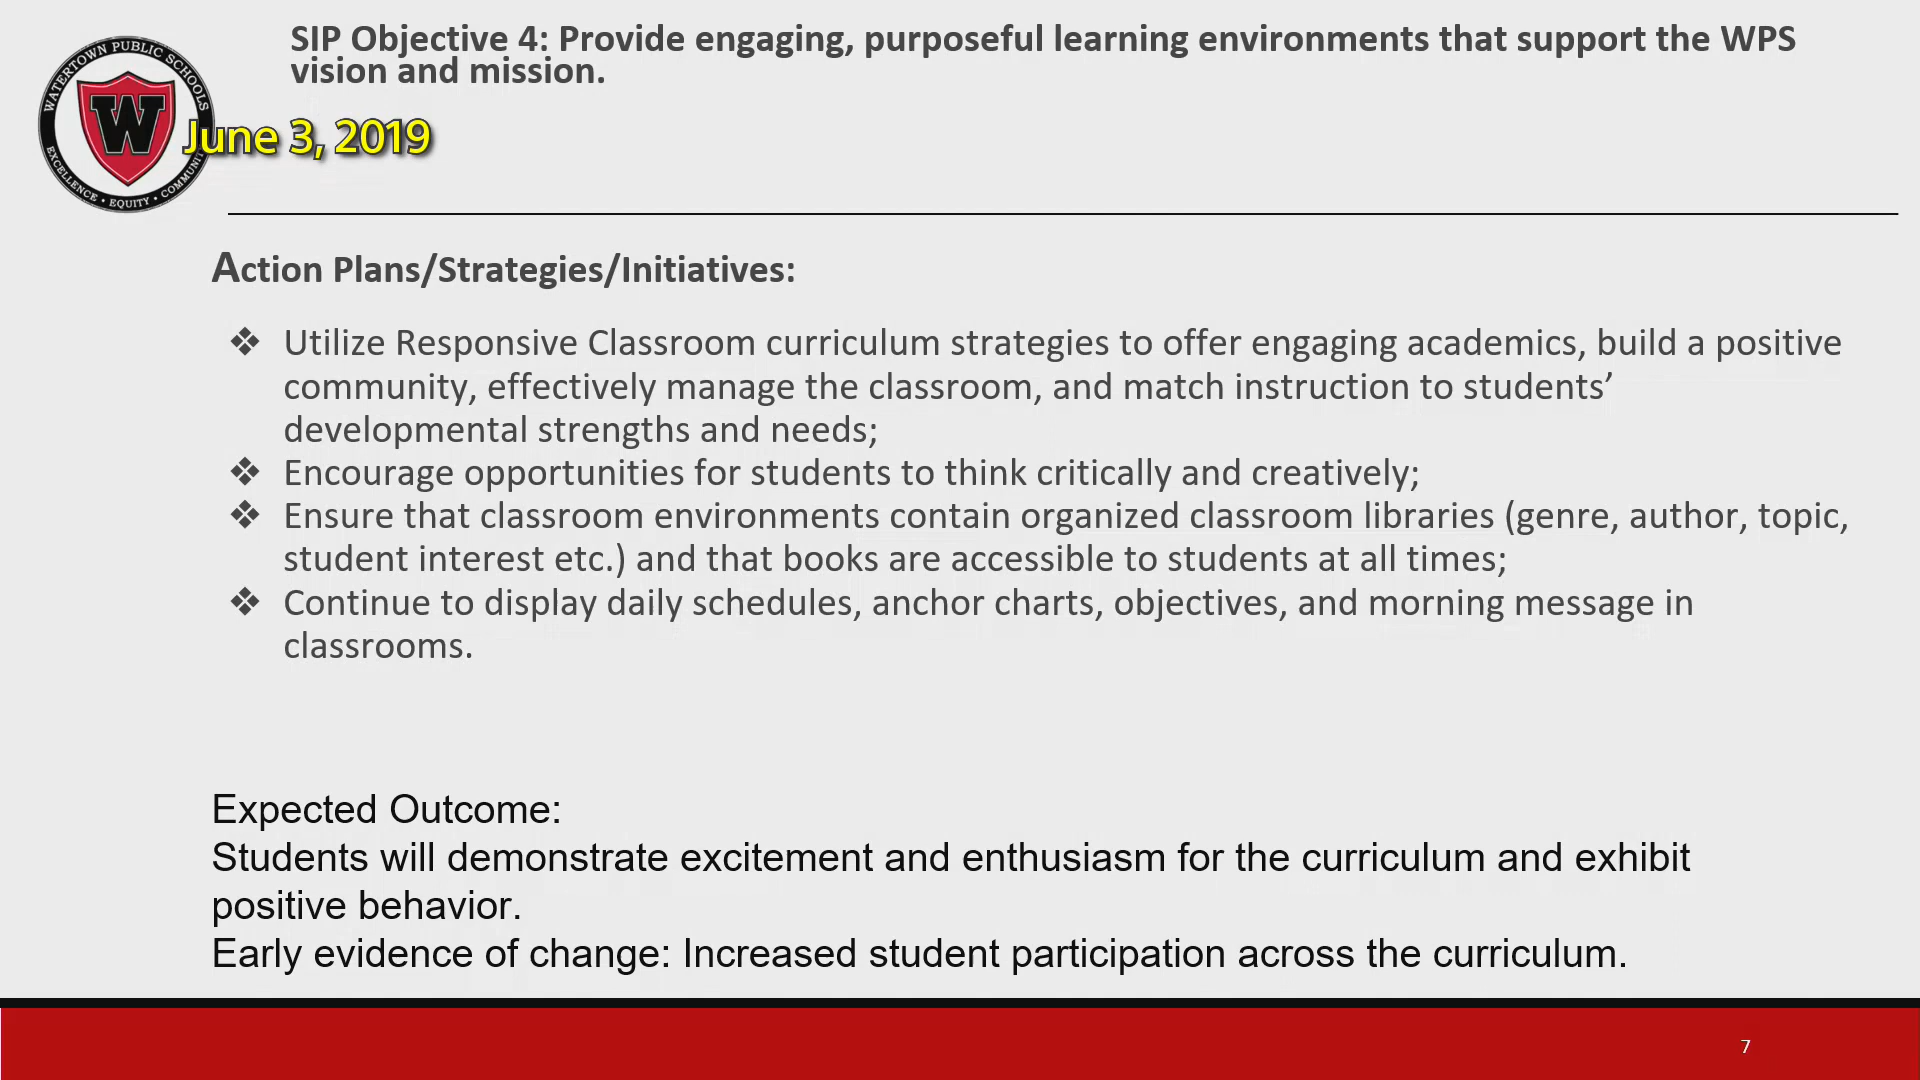 SIP Objective 4: Provide engaging, purposeful learning environments that support the WPS
vision and mission.
WATERTOWN PUBLIC SCHOOLS
W
EXCELLENCE • EQUITY • COMMUNI
June 3, 2019
Action Plans/Strategies/Initiatives:
❖ Utilize Responsive Classroom curriculum strategies to offer engaging academics, build a positive
community, effectively manage the classroom, and match instruction to students’
developmental strengths and needs;
❖ Encourage opportunities for students to think critically and creatively;
❖ Ensure that classroom environments contain organized classroom libraries (genre, author, topic,
student interest etc.) and that books are accessible to students at all times;
❖ Continue to display daily schedules, anchor charts, objectives, and morning message in
classrooms.
Expected Outcome:
Students will demonstrate excitement and enthusiasm for the curriculum and exhibit
positive behavior.
Early evidence of change: Increased student participation across the curriculum.
7